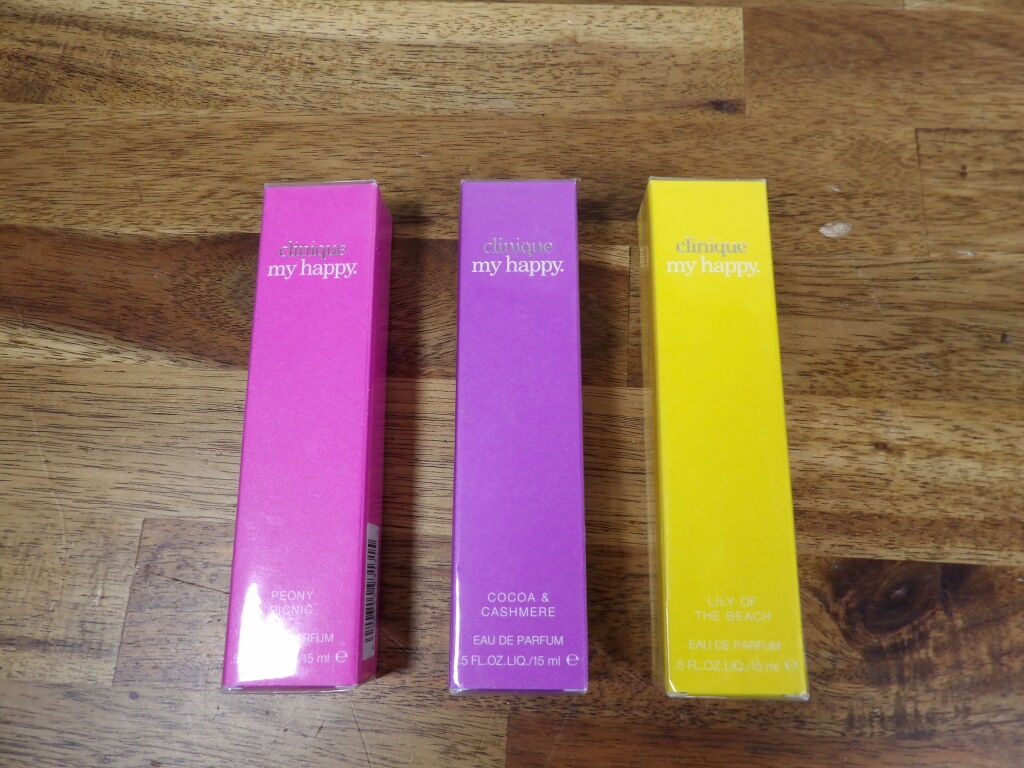 clinique
my happy.
PEONY
PICNIC
PARFUM
/15 ml ℮
clinique
my happy.
COCOA &
CASHMERE
EAU DE PARFUM
.5 FL.OZ.LIQ./15 ml ℮
clinique
my happy.
LILY OF
THE BEACH
EAU DE PARFUM
.5 FL.OZ.LIQ./15 ml ℮